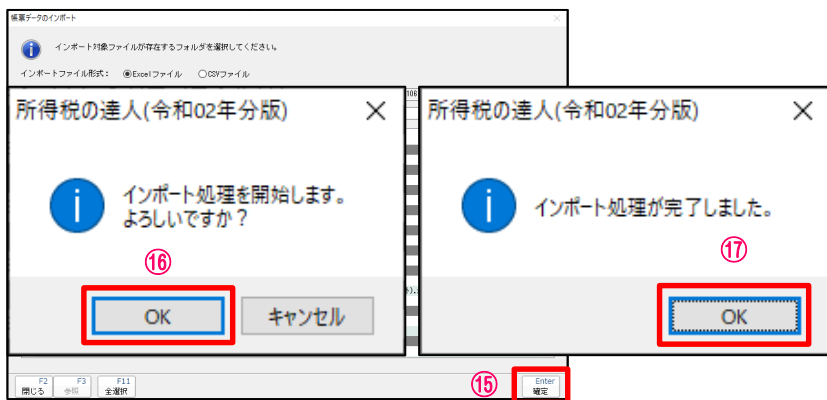 帳票データのインポート
インポート対象ファイルが存在するフォルダを選択してください。
インポートファイル形式： ◉Excelファイル ○CSVファイル
所得税の達人(令和02年分版)
インポート処理を開始します。
よろしいですか？
⑯
OK キャンセル
所得税の達人(令和02年分版)
インポート処理が完了しました。
⑰
OK
F2 閉じる
F3 参照
F11 全選択
⑮
Enter 確定